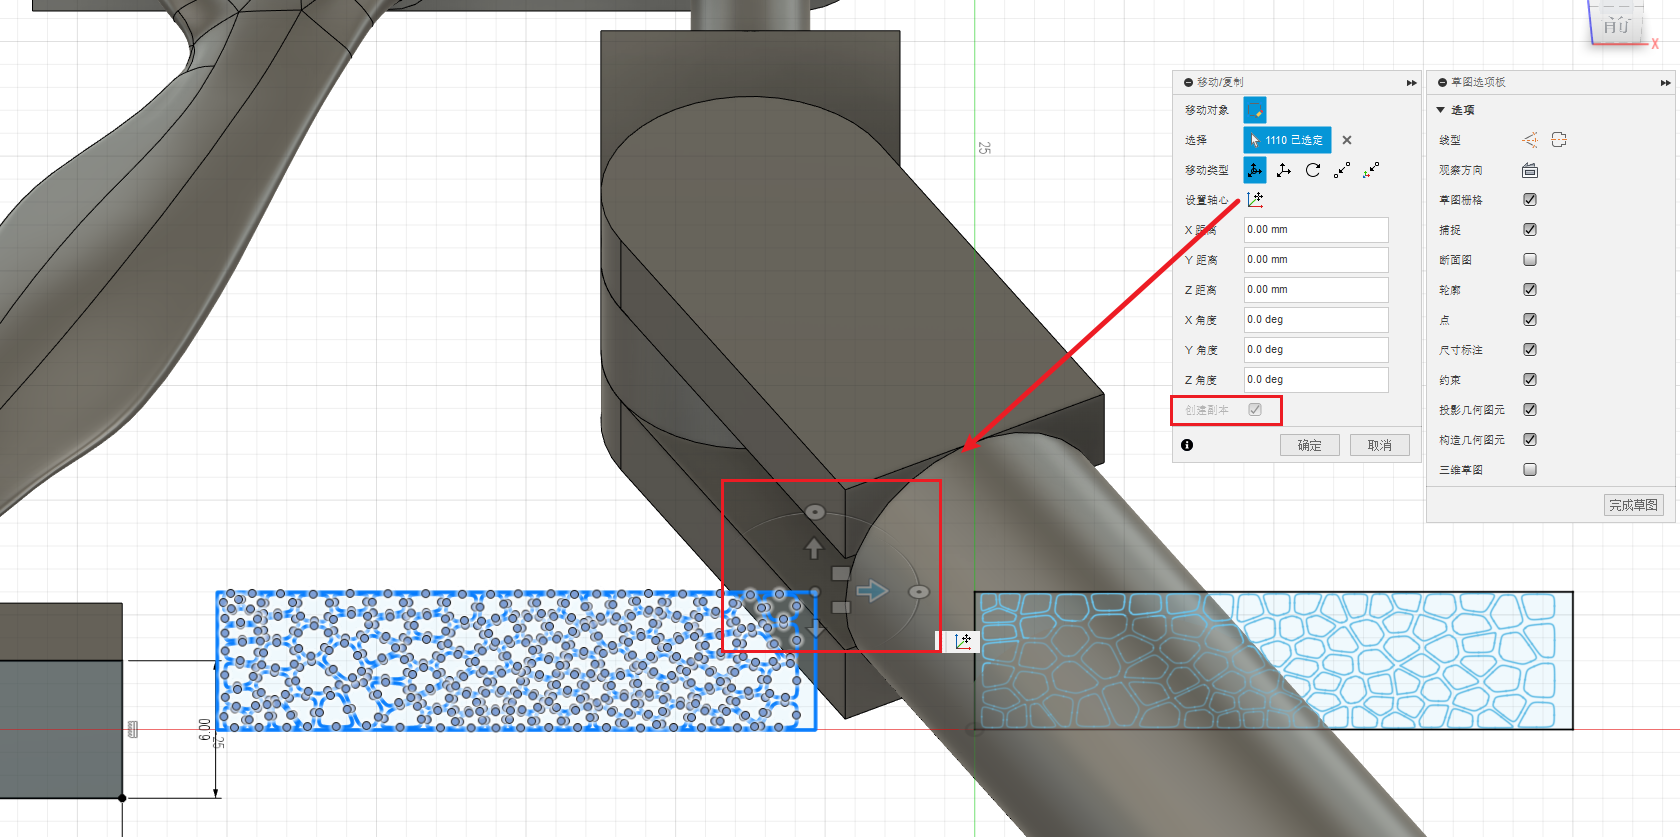 前
X
移动/复制
移动对象
选择
1110 已选定
移动类型
设置轴心
X 距离
0.00 mm
Y 距离
0.00 mm
Z 距离
0.00 mm
X 角度
0.0 deg
Y 角度
0.0 deg
Z 角度
0.0 deg
创建副本
确定
取消
草图选项板
选项
线型
观察方向
草图栅格
捕捉
断面图
轮廓
点
尺寸标注
约束
投影几何图元
构造几何图元
三维草图
完成草图
25
6.00
25